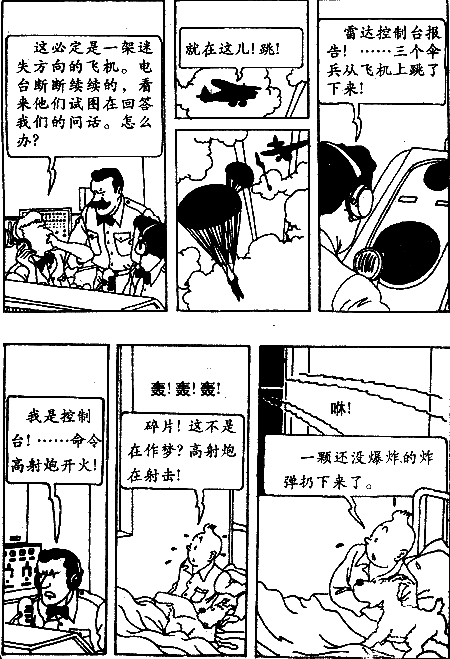 这必定是一架迷
失方向的飞机。电
台断断续续的，看
来他们试图在回答
我们的问话。怎么
办？
就在这儿！跳！
雷达控制台报
告！……三个伞
兵从飞机上跳了
下来！
我是控制
台！……命令
高射炮开火！
轰！轰！轰！
碎片！这不是
在作梦？高射炮
在射击！
咻！
一颗还没爆炸的炸
弹扔下来了。